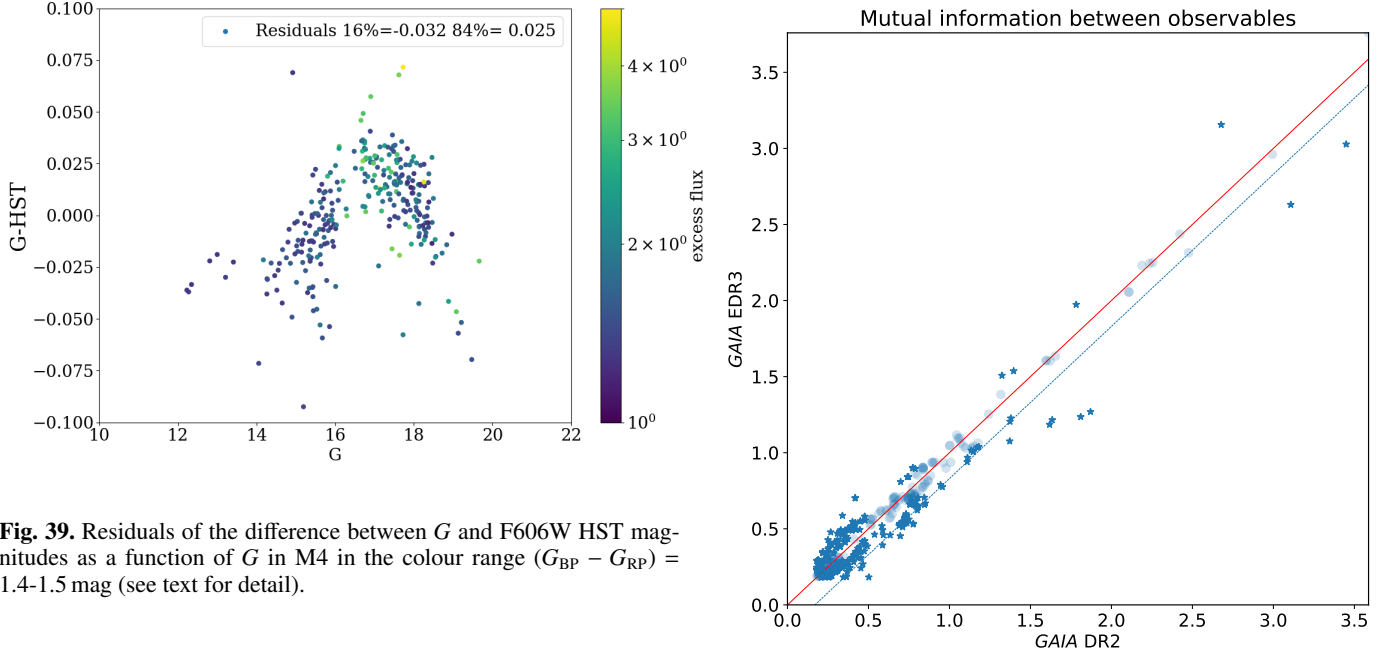 0.100
0.075
0.050
0.025
0.000
−0.025
−0.050
−0.075
−0.100
G-HST
10
12
14
16
18
20
22
G
Residuals 16%=-0.032 84%= 0.025
4 × 10⁰
3 × 10⁰
2 × 10⁰
10⁰
excess flux
Fig. 39. Residuals of the difference between G and F606W HST mag-
nitudes as a function of G in M4 in the colour range (G_BP − G_RP) =
1.4-1.5 mag (see text for detail).
Mutual information between observables
3.5
3.0
2.5
2.0
1.5
1.0
0.5
0.0
GAIA EDR3
0.0
0.5
1.0
1.5
2.0
2.5
3.0
3.5
GAIA DR2